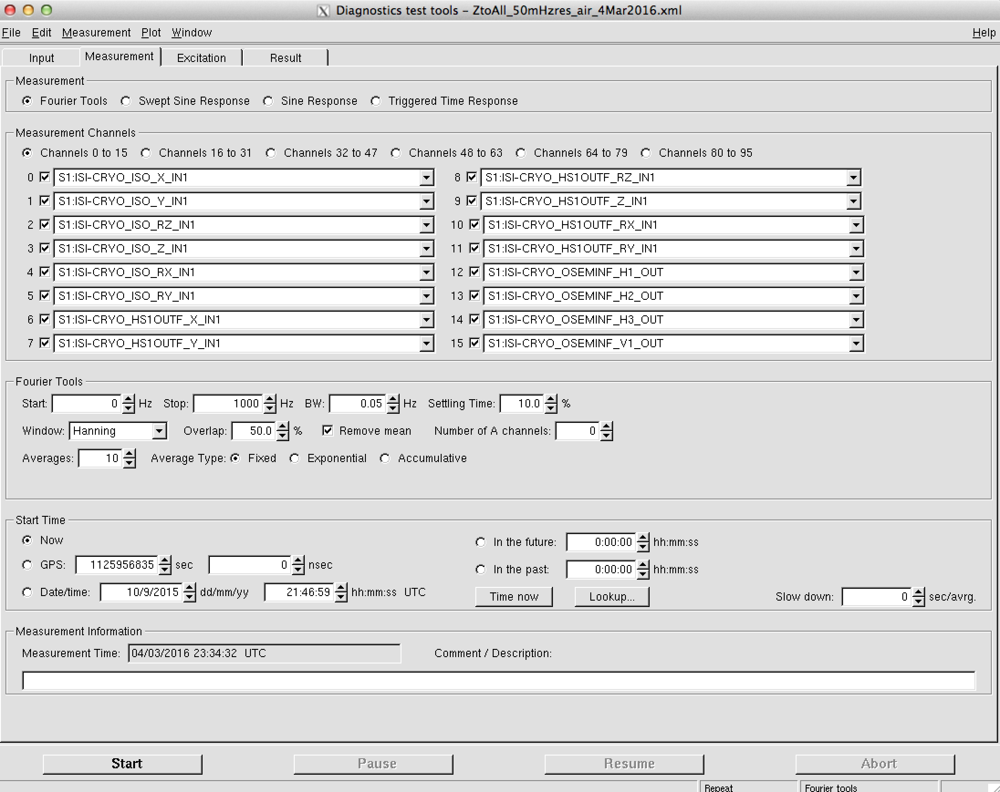 Diagnostics test tools – ZtoAll_50mHzres_air_4Mar2016.xml
File Edit Measurement Plot Window Help
Input Measurement Excitation Result
Measurement
Fourier Tools Swept Sine Response Sine Response Triggered Time Response
Measurement Channels
Channels 0 to 15 Channels 16 to 31 Channels 32 to 47 Channels 48 to 63 Channels 64 to 79 Channels 80 to 95
0 S1:ISI-CRYO_ISO_X_IN1 8 S1:ISI-CRYO_HS1OUTF_RZ_IN1
1 S1:ISI-CRYO_ISO_Y_IN1 9 S1:ISI-CRYO_HS1OUTF_Z_IN1
2 S1:ISI-CRYO_ISO_RZ_IN1 10 S1:ISI-CRYO_HS1OUTF_RX_IN1
3 S1:ISI-CRYO_ISO_Z_IN1 11 S1:ISI-CRYO_HS1OUTF_RY_IN1
4 S1:ISI-CRYO_ISO_RX_IN1 12 S1:ISI-CRYO_OSEMINF_H1_OUT
5 S1:ISI-CRYO_ISO_RY_IN1 13 S1:ISI-CRYO_OSEMINF_H2_OUT
6 S1:ISI-CRYO_HS1OUTF_X_IN1 14 S1:ISI-CRYO_OSEMINF_H3_OUT
7 S1:ISI-CRYO_HS1OUTF_Y_IN1 15 S1:ISI-CRYO_OSEMINF_V1_OUT
Fourier Tools
Start: 0 Hz Stop: 1000 Hz BW: 0.05 Hz Settling Time: 10.0 %
Window: Hanning Overlap: 50.0 % Remove mean Number of A channels: 0
Averages: 10 Average Type: Fixed Exponential Accumulative
Start Time
Now In the future: 0:00:00 hh:mm:ss
GPS: 1125956835 sec 0 nsec In the past: 0:00:00 hh:mm:ss
Date/time: 10/9/2015 dd/mm/yy 21:46:59 hh:mm:ss UTC Time now Lookup... Slow down: 0 sec/avrg.
Measurement Information
Measurement Time: 04/03/2016 23:34:32 UTC Comment / Description:
Start Pause Resume Abort
Repeat Fourier tools